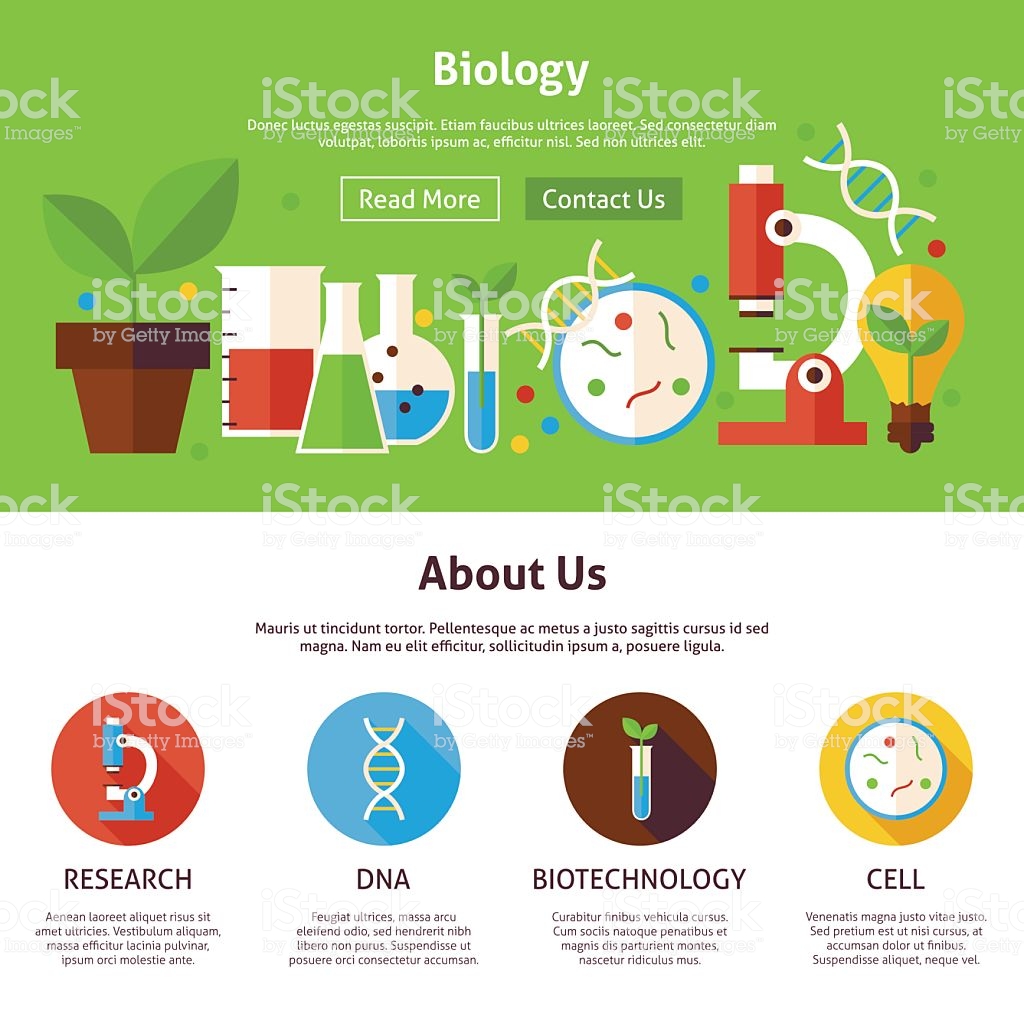 Biology
Donec luctus egestas suscipit. Etiam faucibus ultrices laoreet. Sed consectetur diam
volutpat, lobortis ipsum ac, efficitur nisl. Sed non ultrices elit.
Read More
Contact Us
iStock
by Getty Images™
About Us
Mauris ut tincidunt tortor. Pellentesque ac metus a justo sagittis cursus id sed
magna. Nam eu elit efficitur, sollicitudin ipsum a, posuere ligula.
RESEARCH
Aenean laoreet aliquet risus sit
amet ultricies. Vestibulum aliquam,
massa efficitur lacinia pulvinar,
ipsum orci molestie ante.
DNA
Feugiat ultrices, massa arcu
eleifend odio, sed hendrerit nibh
libero non purus. Suspendisse ut
posuere orci consectetur accumsan.
BIOTECHNOLOGY
Curabitur finibus vehicula cursus.
Cum sociis natoque penatibus et
magnis dis parturient montes,
nascetur ridiculus mus.
CELL
Venenatis magna justo vitae justo.
Sed pretium est ut nisi cursus, at
accumsan dolor ut finibus.
Suspendisse aliquet, neque vel.